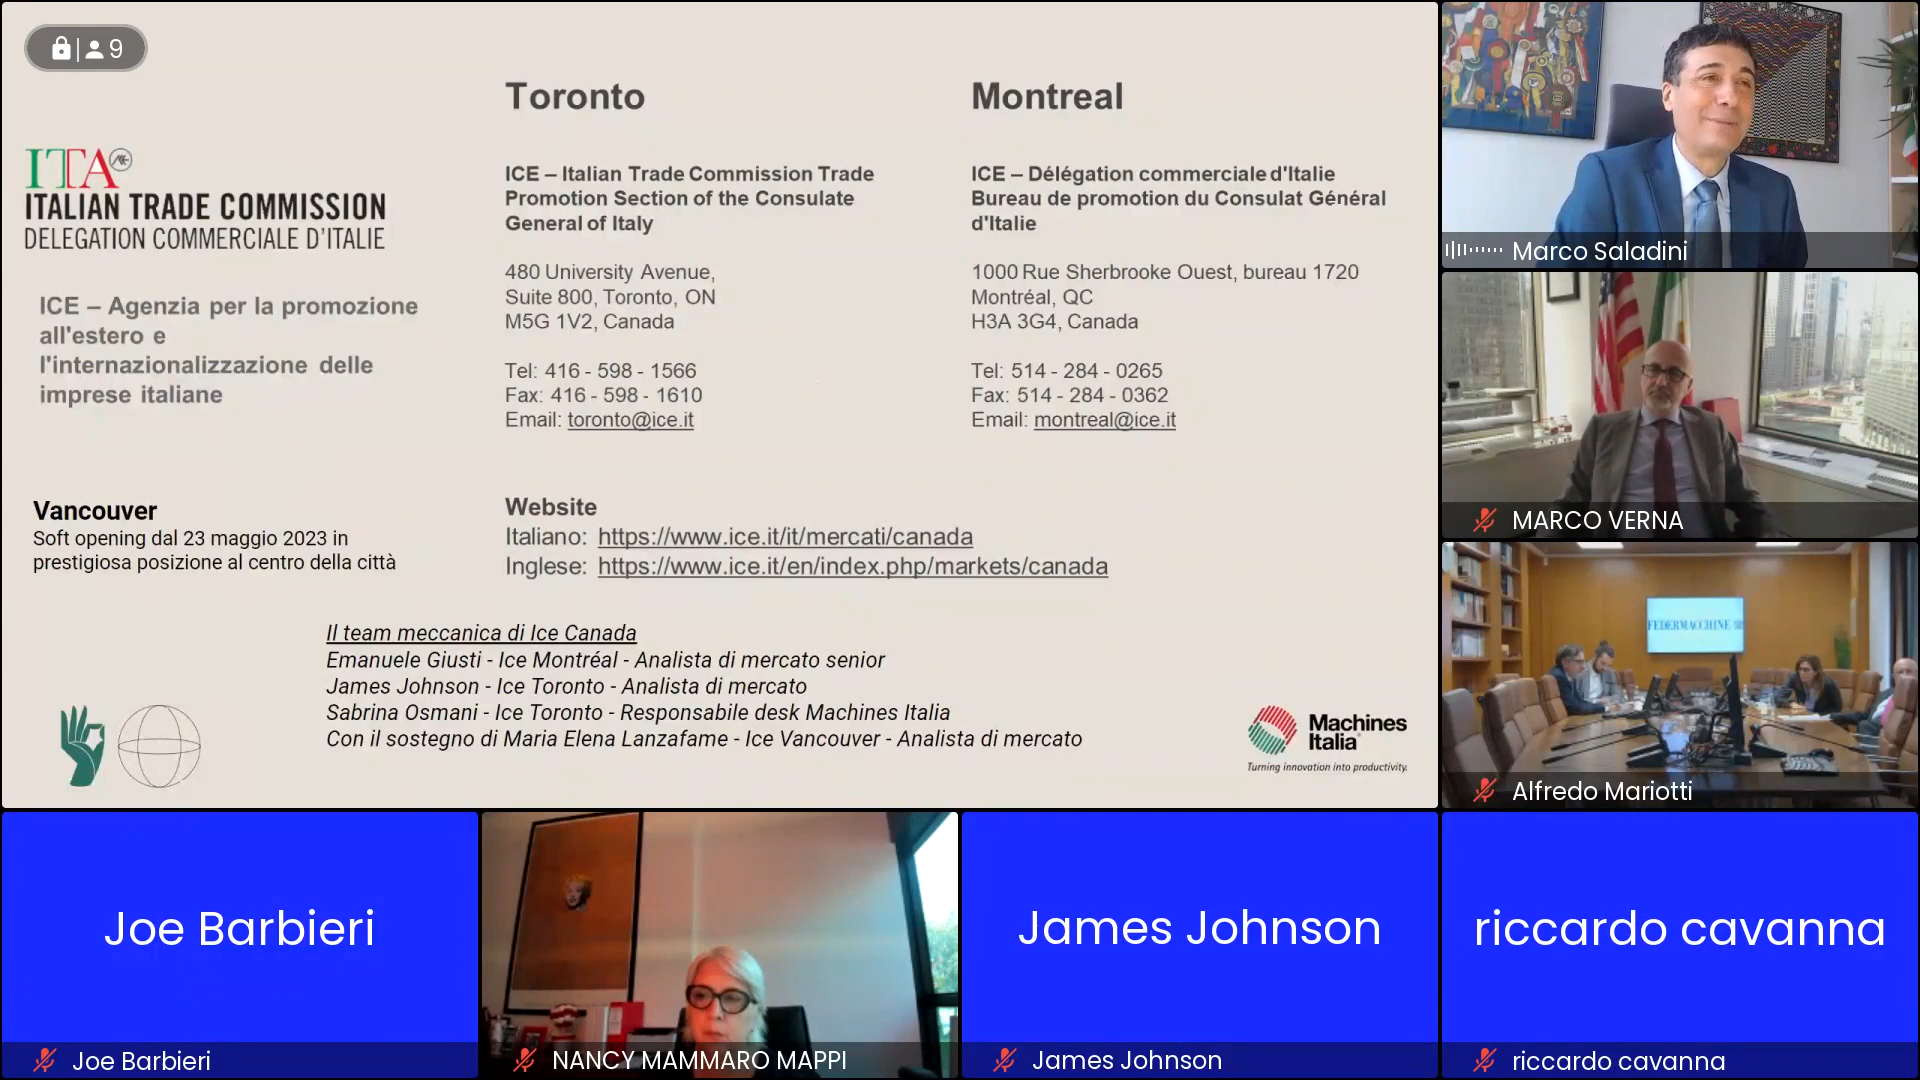 9
Toronto
Montreal
ITA
ITALIAN TRADE COMMISSION
DELEGATION COMMERCIALE D'ITALIE
ICE – Agenzia per la promozione
all'estero e
l'internazionalizzazione delle
imprese italiane
ICE – Italian Trade Commission Trade
Promotion Section of the Consulate
General of Italy
480 University Avenue,
Suite 800, Toronto, ON
M5G 1V2, Canada
Tel: 416 - 598 - 1566
Fax: 416 - 598 - 1610
Email: toronto@ice.it
ICE – Délégation commerciale d'Italie
Bureau de promotion du Consulat Général
d'Italie
1000 Rue Sherbrooke Ouest, bureau 1720
Montréal, QC
H3A 3G4, Canada
Tel: 514 - 284 - 0265
Fax: 514 - 284 - 0362
Email: montreal@ice.it
Vancouver
Soft opening dal 23 maggio 2023 in
prestigiosa posizione al centro della città
Website
Italiano: https://www.ice.it/it/mercati/canada
Inglese: https://www.ice.it/en/index.php/markets/canada
Il team meccanica di Ice Canada
Emanuele Giusti - Ice Montréal - Analista di mercato senior
James Johnson - Ice Toronto - Analista di mercato
Sabrina Osmani - Ice Toronto - Responsabile desk Machines Italia
Con il sostegno di Maria Elena Lanzafame - Ice Vancouver - Analista di mercato
Machines
Italia
Turning innovation into productivity.
Marco Saladini
MARCO VERNA
FEDERMACCHINE
Alfredo Mariotti
Joe Barbieri
Joe Barbieri
NANCY MAMMARO MAPPI
James Johnson
James Johnson
riccardo cavanna
riccardo cavanna